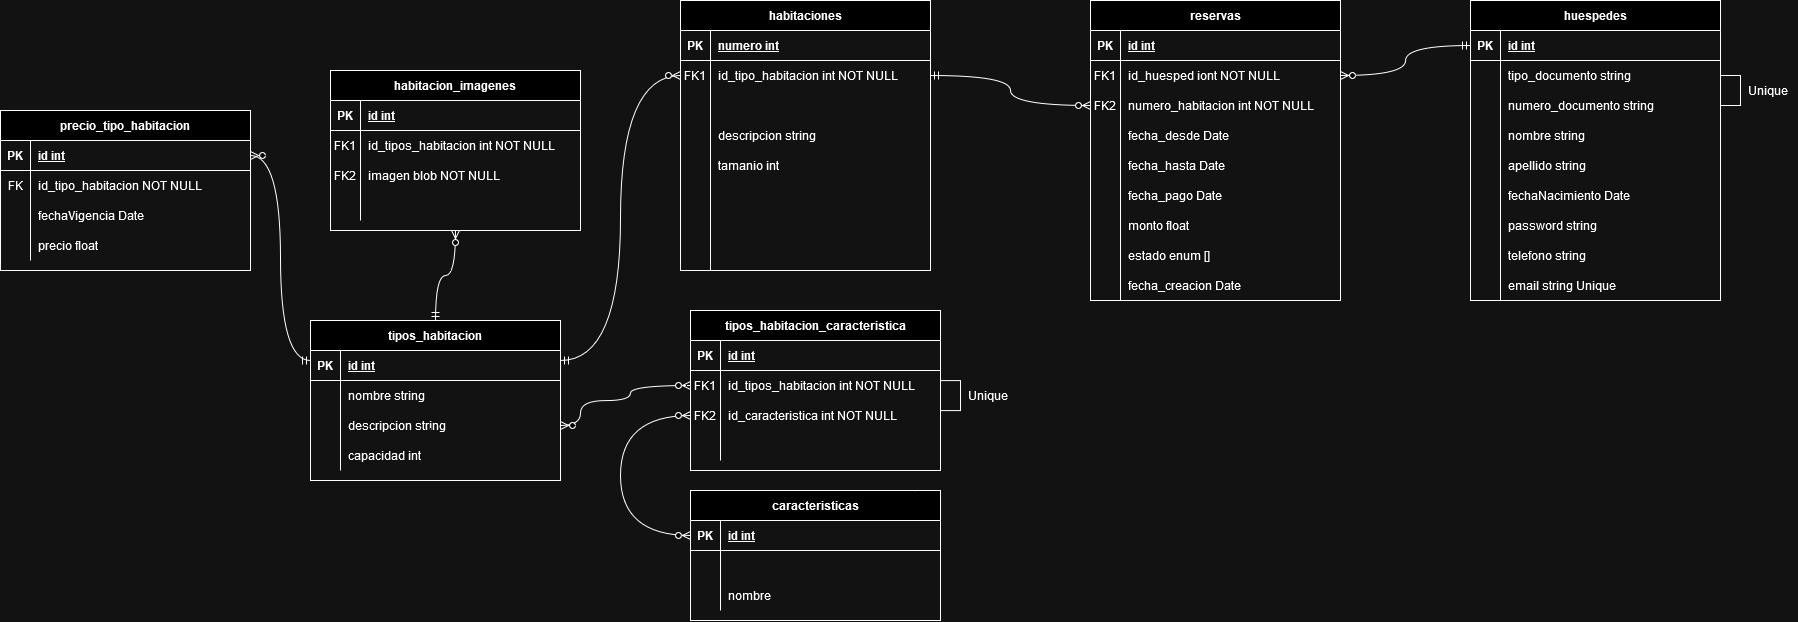 precio_tipo_habitacion
PK id int
FK id_tipo_habitacion NOT NULL
fechaVigencia Date
precio float
habitacion_imagenes
PK id int
FK1 id_tipos_habitacion int NOT NULL
FK2 imagen blob NOT NULL
tipos_habitacion
PK id int
nombre string
descripcion string
capacidad int
habitaciones
PK numero int
FK1 id_tipo_habitacion int NOT NULL
descripcion string
tamanio int
tipos_habitacion_caracteristica
PK id int
FK1 id_tipos_habitacion int NOT NULL
FK2 id_caracteristica int NOT NULL
Unique
caracteristicas
PK id int
nombre
reservas
PK id int
FK1 id_huesped iont NOT NULL
FK2 numero_habitacion int NOT NULL
fecha_desde Date
fecha_hasta Date
fecha_pago Date
monto float
estado enum []
fecha_creacion Date
huespedes
PK id int
tipo_documento string
numero_documento string
Unique
nombre string
apellido string
fechaNacimiento Date
password string
telefono string
email string Unique